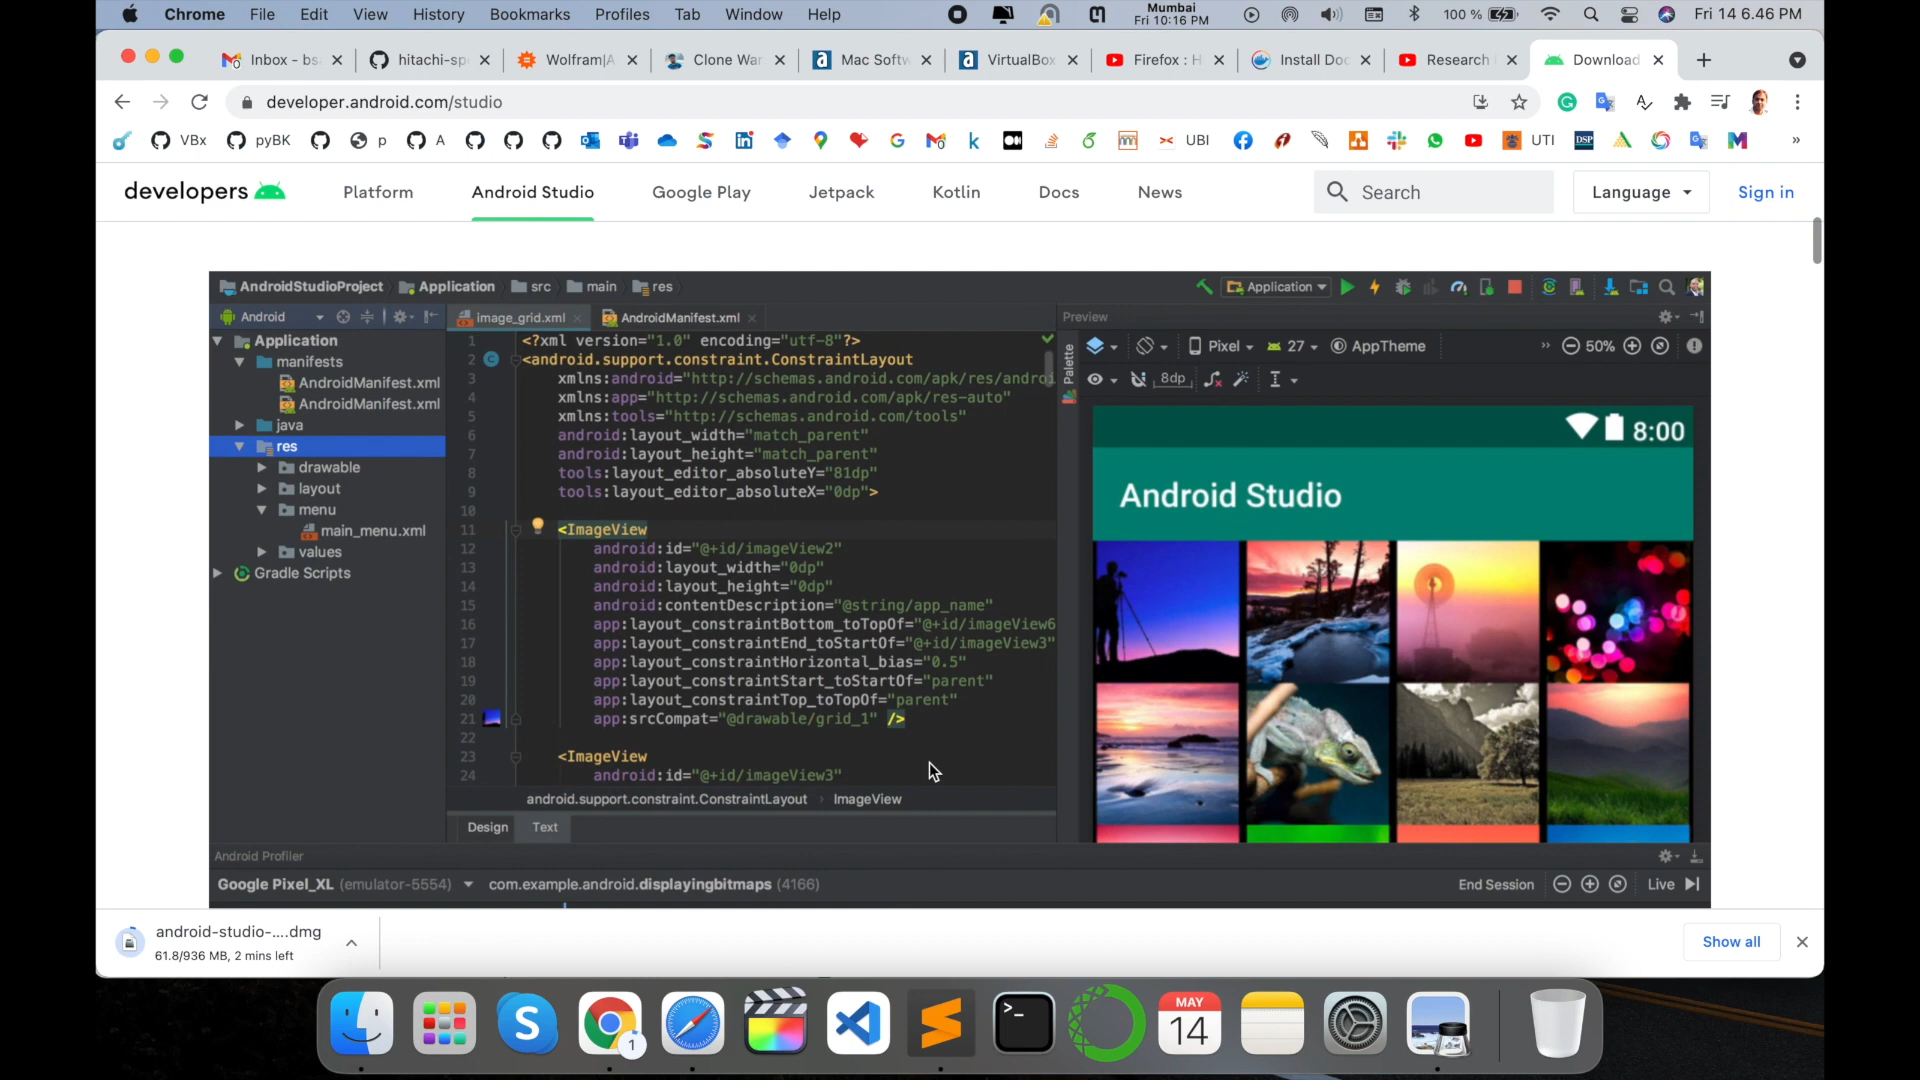 Chrome File Edit View History Bookmarks Profiles Tab Window Help Mumbai Fri 10:16 PM 100 % Fri 14 6.46 PM
Inbox - bs hitachi-sp Wolfram|A Clone War Mac Softw VirtualBox Firefox : H Install Doc Research Download
developer.android.com/studio
VBx pyBK p A UBI UTI DSP »
developers Platform Android Studio Google Play Jetpack Kotlin Docs News Search Language Sign in
AndroidStudioProject Application src main res Application
Android image_grid.xml AndroidManifest.xml Preview
Application
manifests
AndroidManifest.xml
AndroidManifest.xml
java
res
drawable
layout
menu
main_menu.xml
values
Gradle Scripts
1 <?xml version="1.0" encoding="utf-8"?>
2 <android.support.constraint.ConstraintLayout
3 xmlns:android="http://schemas.android.com/apk/res/androi
4 xmlns:app="http://schemas.android.com/apk/res-auto"
5 xmlns:tools="http://schemas.android.com/tools"
6 android:layout_width="match_parent"
7 android:layout_height="match_parent"
8 tools:layout_editor_absoluteY="81dp"
9 tools:layout_editor_absoluteX="0dp">
10
11 <ImageView
12 android:id="@+id/imageView2"
13 android:layout_width="0dp"
14 android:layout_height="0dp"
15 android:contentDescription="@string/app_name"
16 app:layout_constraintBottom_toTopOf="@+id/imageView6
17 app:layout_constraintEnd_toStartOf="@+id/imageView3"
18 app:layout_constraintHorizontal_bias="0.5"
19 app:layout_constraintStart_toStartOf="parent"
20 app:layout_constraintTop_toTopOf="parent"
21 app:srcCompat="@drawable/grid_1" />
22
23 <ImageView
24 android:id="@+id/imageView3"
android.support.constraint.ConstraintLayout › ImageView
Design Text
Palette
Pixel 27 AppTheme » 50%
8dp
8:00
Android Studio
Android Profiler
Google Pixel_XL (emulator-5554) com.example.android.displayingbitmaps (4166) End Session Live
android-studio-....dmg
61.8/936 MB, 2 mins left
Show all
1
MAY
14